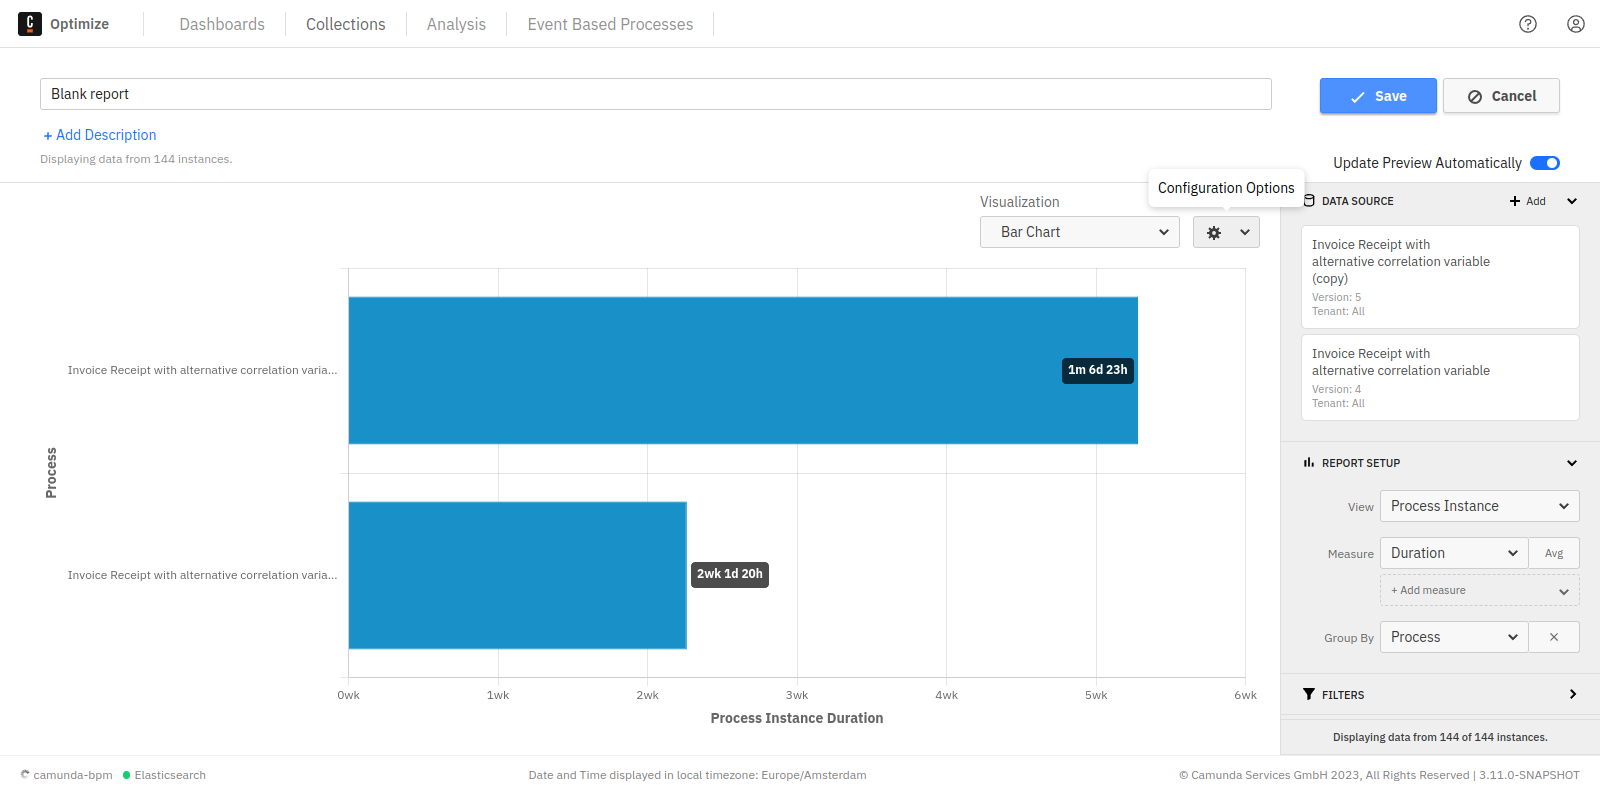 C
Optimize
Dashboards
Collections
Analysis
Event Based Processes
Blank report
Save
Cancel
+ Add Description
Displaying data from 144 instances.
Update Preview Automatically
Configuration Options
Visualization
Bar Chart
Process
Invoice Receipt with alternative correlation varia...
1m 6d 23h
Invoice Receipt with alternative correlation varia...
2wk 1d 20h
0wk
1wk
2wk
3wk
4wk
5wk
6wk
Process Instance Duration
DATA SOURCE
+ Add
Invoice Receipt with
alternative correlation variable
(copy)
Version: 5
Tenant: All
Invoice Receipt with
alternative correlation variable
Version: 4
Tenant: All
REPORT SETUP
View
Process Instance
Measure
Duration
Avg
+ Add measure
Group By
Process
FILTERS
Displaying data from 144 of 144 instances.
camunda-bpm
Elasticsearch
Date and Time displayed in local timezone: Europe/Amsterdam
© Camunda Services GmbH 2023, All Rights Reserved | 3.11.0-SNAPSHOT